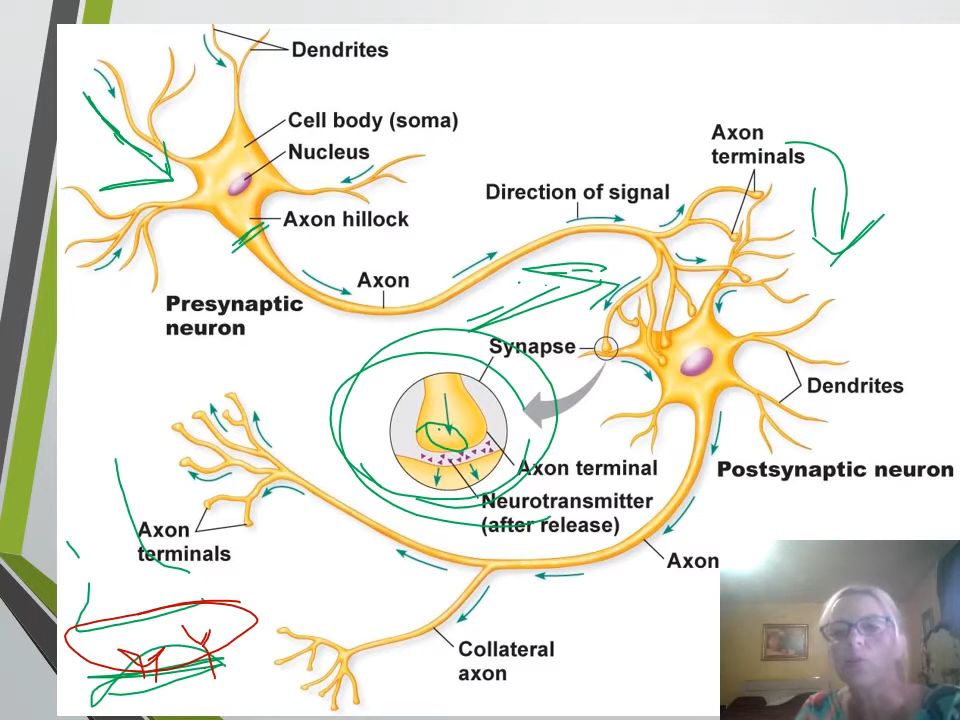 Dendrites
Cell body (soma)
Nucleus
Axon hillock
Axon
terminals
Direction of signal
Axon
Presynaptic
neuron
Synapse
Dendrites
Axon terminal
Postsynaptic neuron
Neurotransmitter
(after release)
Axon
terminals
Axon
Collateral
axon